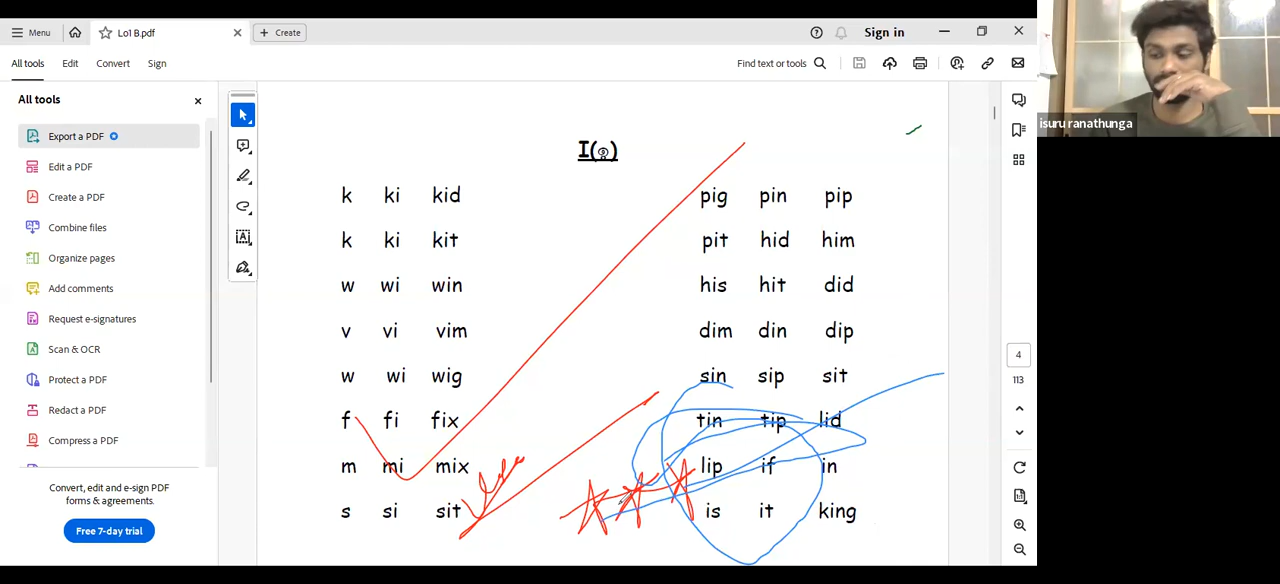 Menu
Lo1 B.pdf
Create
Sign in
All tools
Edit
Convert
Sign
Find text or tools
All tools
Export a PDF
Edit a PDF
Create a PDF
Combine files
Organize pages
Add comments
Request e-signatures
Scan & OCR
Protect a PDF
Redact a PDF
Compress a PDF
Convert, edit and e-sign PDF
forms & agreements.
Free 7-day trial
I(ඉ)
k ki kid
k ki kit
w wi win
v vi vim
w wi wig
f fi fix
m mi mix
s si sit
pig pin pip
pit hid him
his hit did
dim din dip
sin sip sit
tin tip lid
lip if in
is it king
4
113
isuru ranathunga